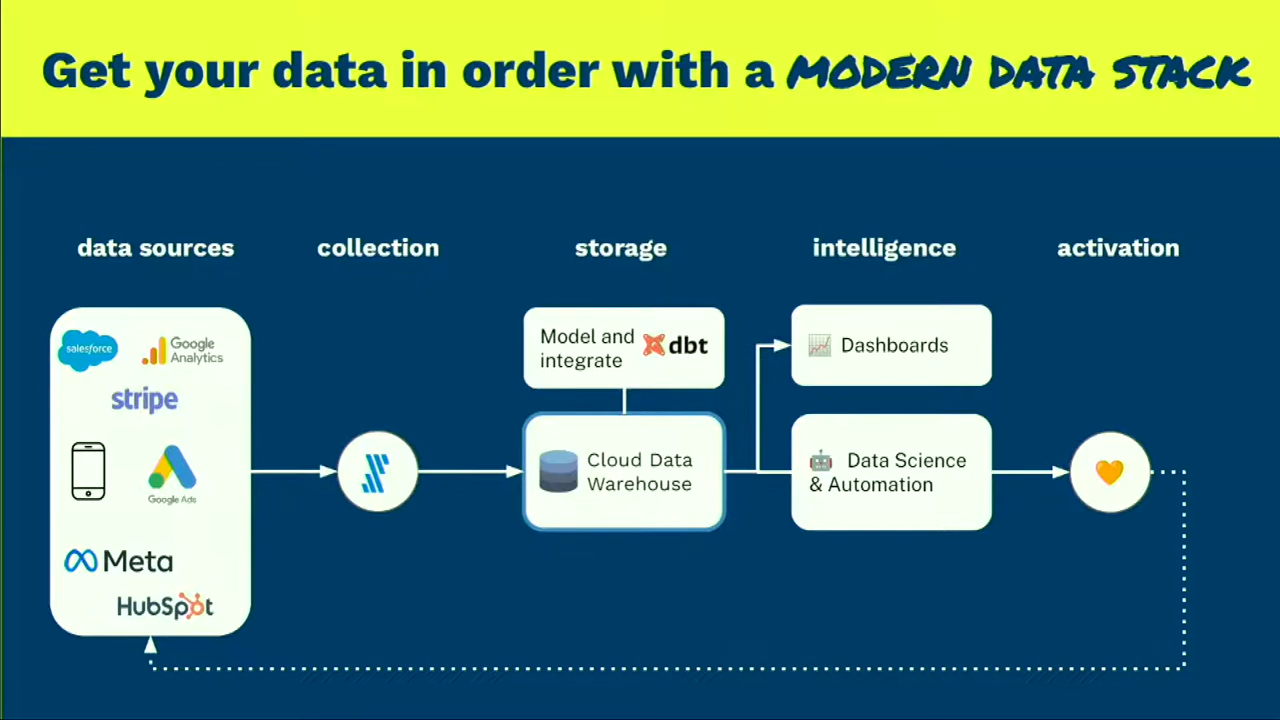 Get your data in order with a MODERN DATA STACK
data sources
collection
storage
intelligence
activation
salesforce
Google
Analytics
stripe
Google Ads
Meta
HubSpot
Model and
integrate
dbt
Cloud Data
Warehouse
Dashboards
Data Science
& Automation